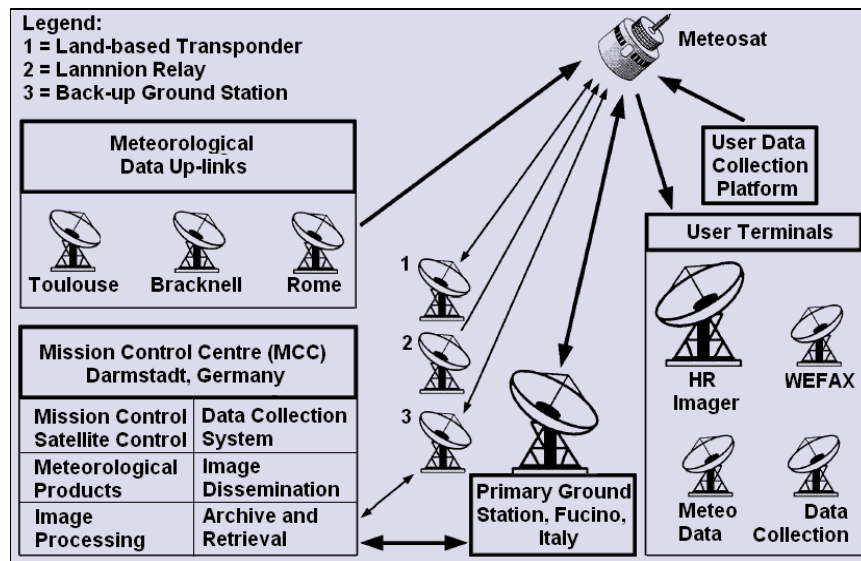 Legend:
1 = Land-based Transponder
2 = Lannnion Relay
3 = Back-up Ground Station
Meteosat
Meteorological
Data Up-links
Toulouse
Bracknell
Rome
User Data
Collection
Platform
User Terminals
HR
Imager
WEFAX
Meteo
Data
Data
Collection
1
2
3
Mission Control Centre (MCC)
Darmstadt, Germany
Mission Control
Satellite Control
Data Collection
System
Meteorological
Products
Image
Dissemination
Image
Processing
Archive and
Retrieval
Primary Ground
Station, Fucino,
Italy